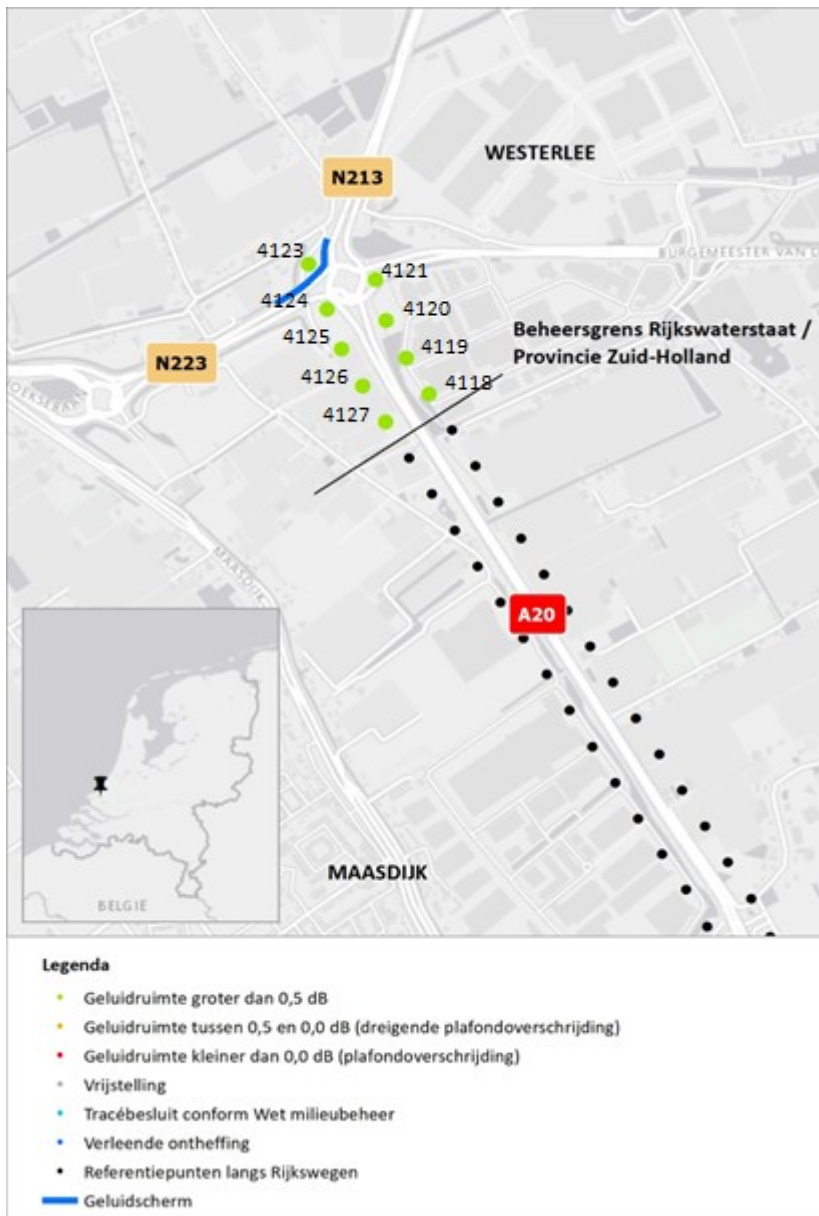 WESTERLEE
N213
4123
4121
BURGEMEESTER VAN D
4124
4120
4125
Beheersgrens Rijkswaterstaat /
Provincie Zuid-Holland
4119
N223
4126
4118
4127
MAASDIJK
A20
MAASDIJK
BELGIË
Legenda
Geluidruimte groter dan 0,5 dB
Geluidruimte tussen 0,5 en 0,0 dB (dreigende plafondoverschrijding)
Geluidruimte kleiner dan 0,0 dB (plafondoverschrijding)
Vrijstelling
Tracébesluit conform Wet milieubeheer
Verleende ontheffing
Referentiepunten langs Rijkswegen
Geluidscherm